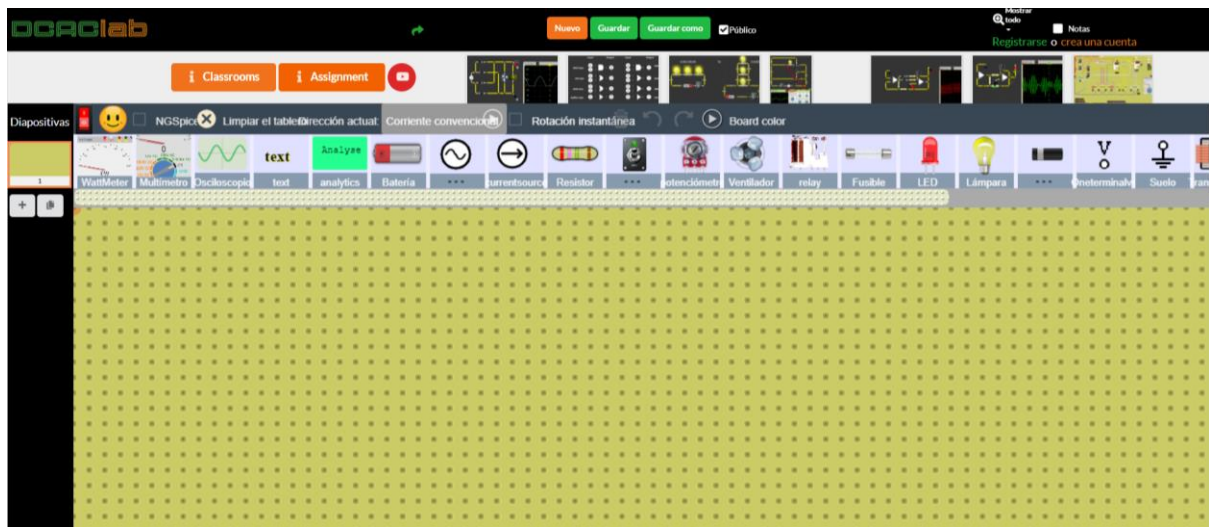 DCAClab
Nuevo Guardar Guardar como Público
Mostrar
todo
Notas
Registrarse o crea una cuenta
i Classrooms i Assignment
Diapositivas
NGSpice Limpiar el tablero Dirección actual: Corriente convencional Rotación instantánea Board color
text Analyse V
1 WattMeter Multímetro Osciloscopio text analytics Batería ... currentsource Resistor ... potenciómetro Ventilador relay Fusible LED Lámpara ... Suelo
+